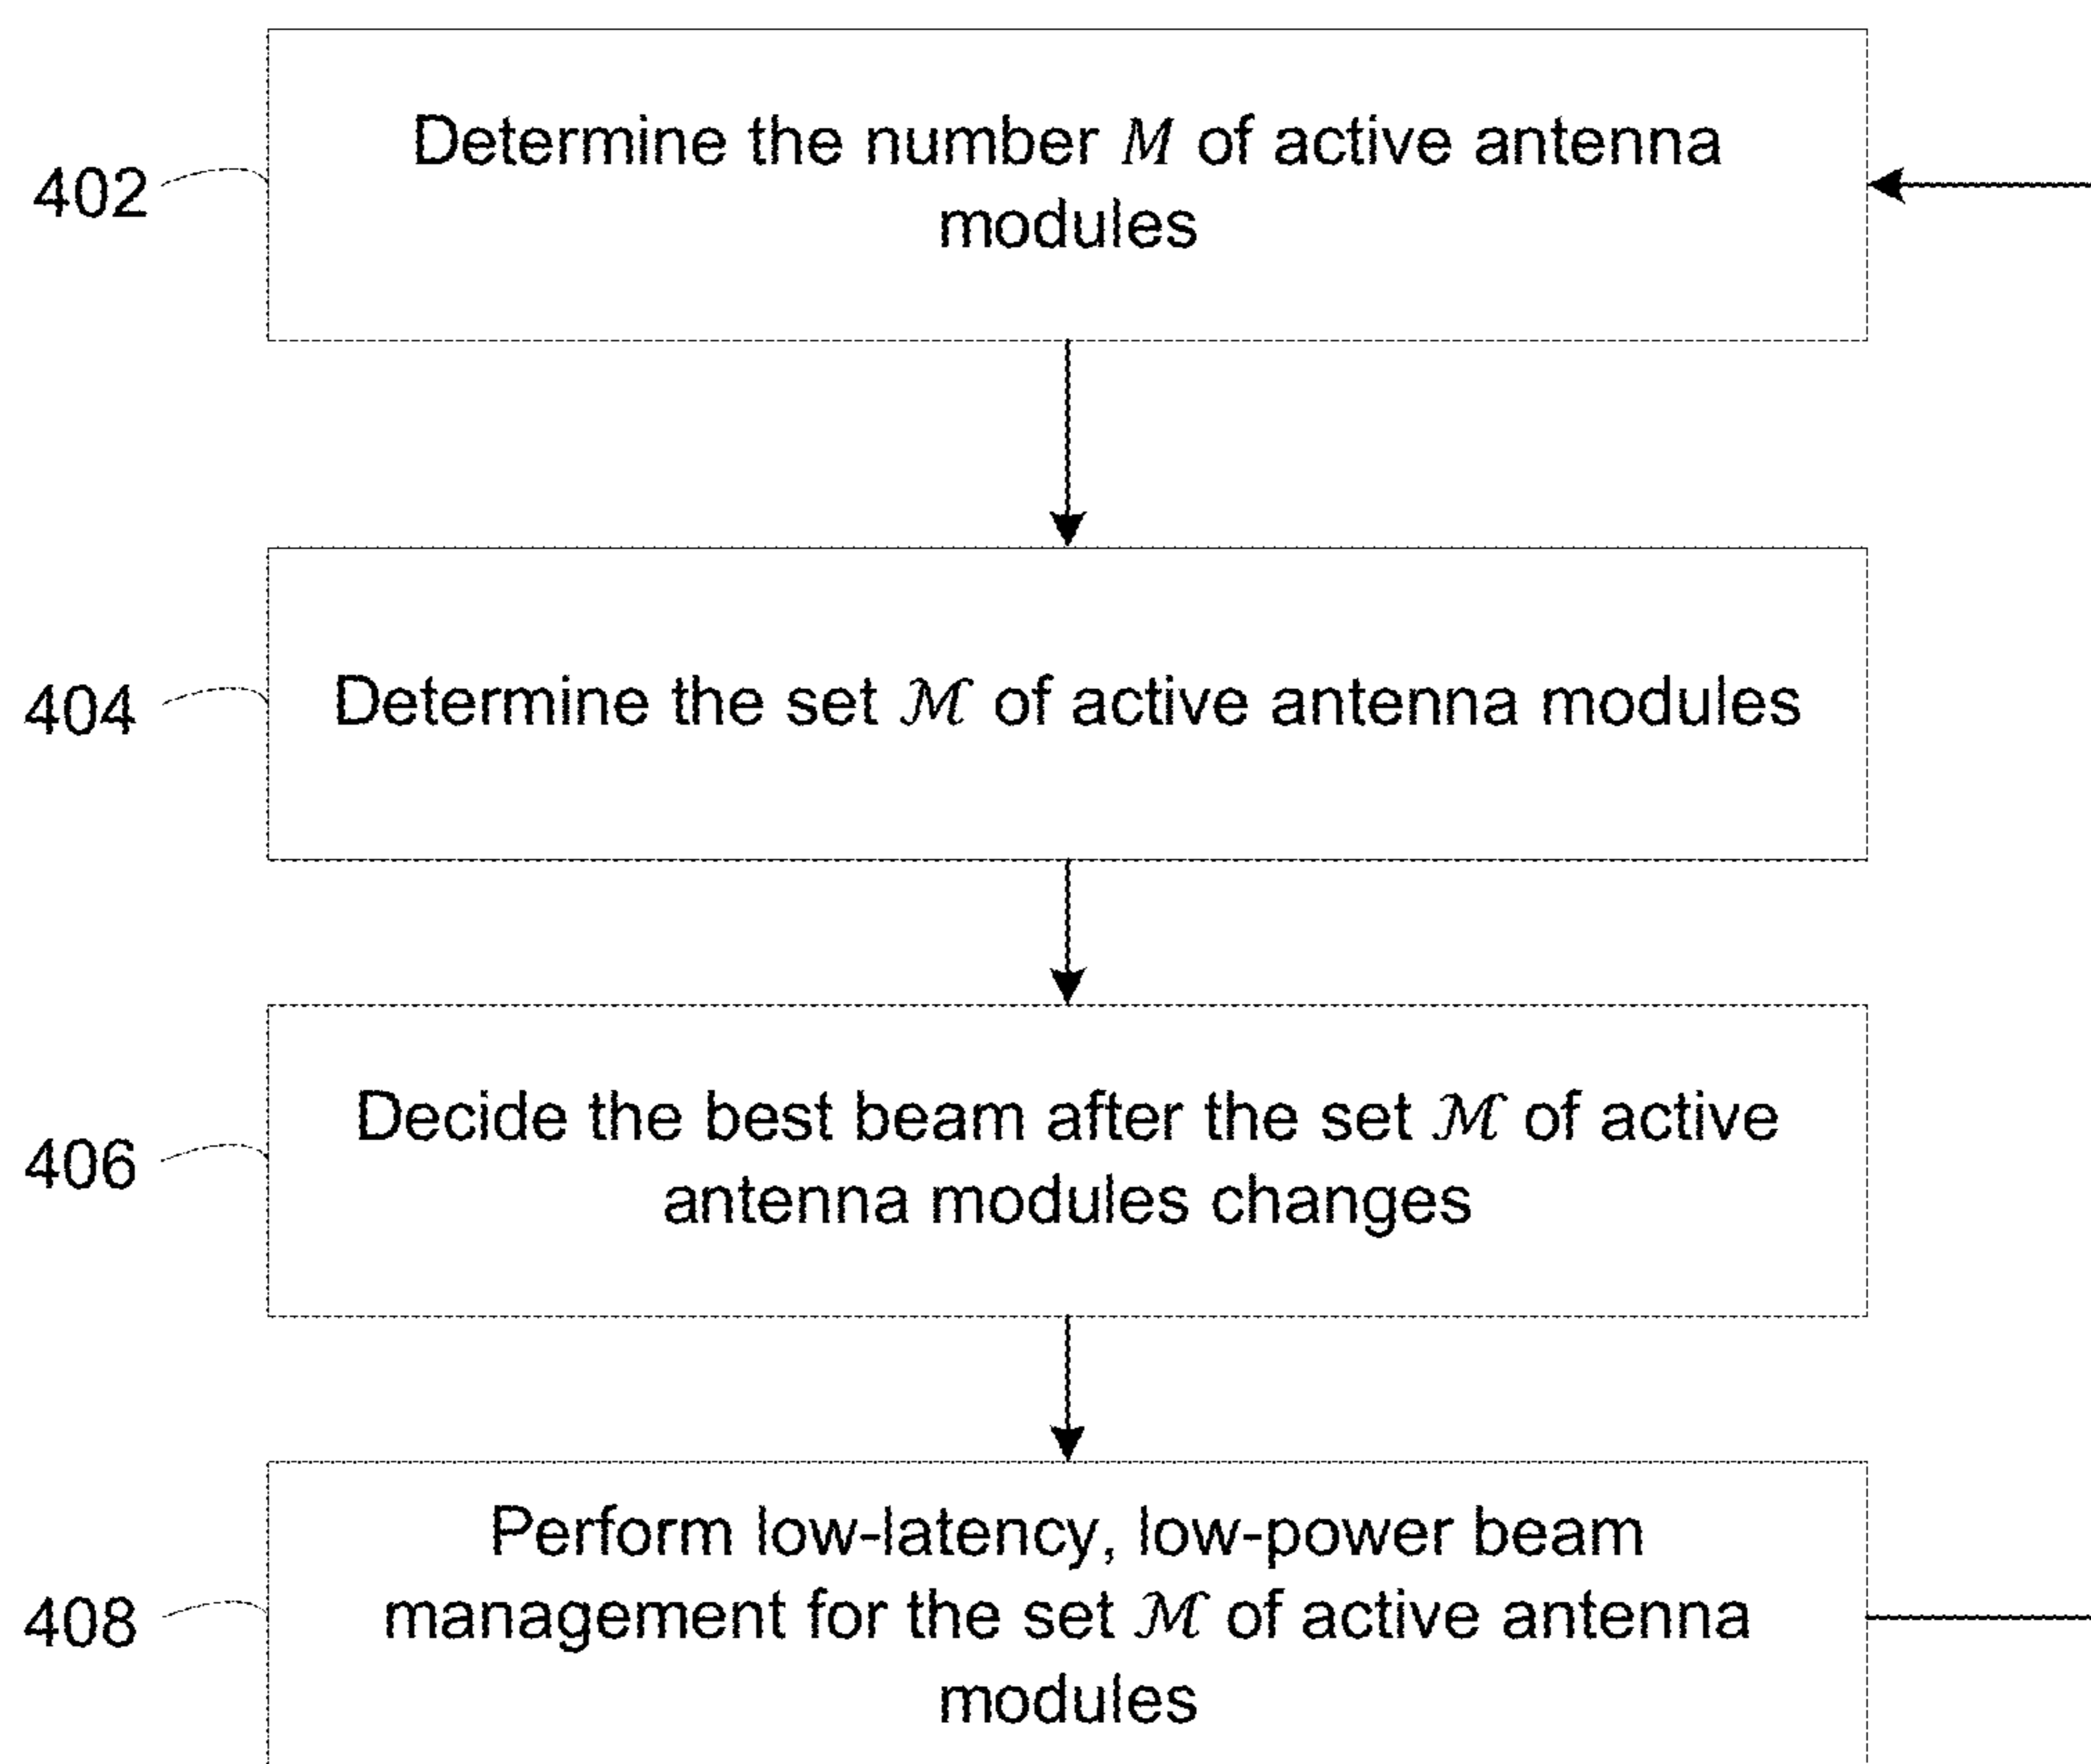 402
Determine the number M of active antenna
modules
404
Determine the set ℳ of active antenna modules
406
Decide the best beam after the set ℳ of active
antenna modules changes
408
Perform low-latency, low-power beam
management for the set ℳ of active antenna
modules